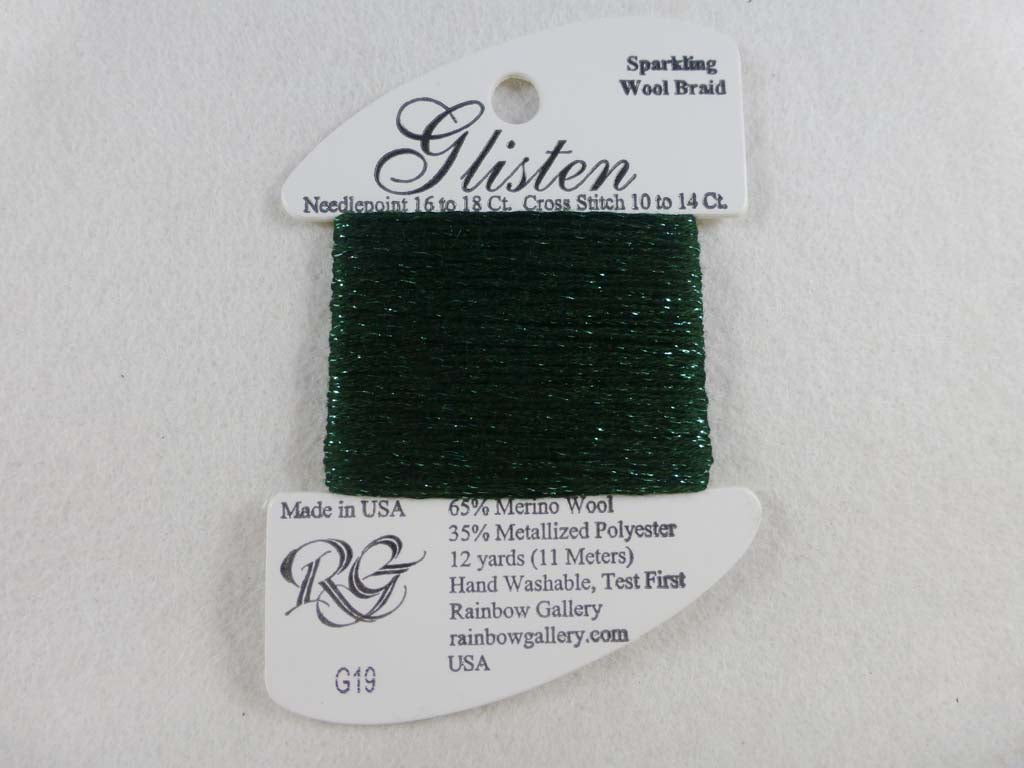 Sparkling
Wool Braid
Glisten
Needlepoint 16 to 18 Ct. Cross Stitch 10 to 14 Ct.
Made in USA
RG
G19
65% Merino Wool
35% Metallized Polyester
12 yards (11 Meters)
Hand Washable, Test First
Rainbow Gallery
rainbowgallery.com
USA